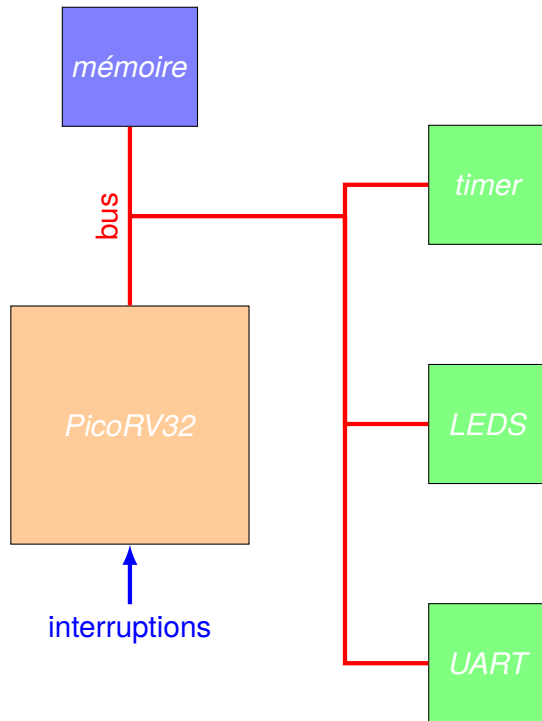 mémoire
timer
bus
PicoRV32
LEDS
interruptions
UART